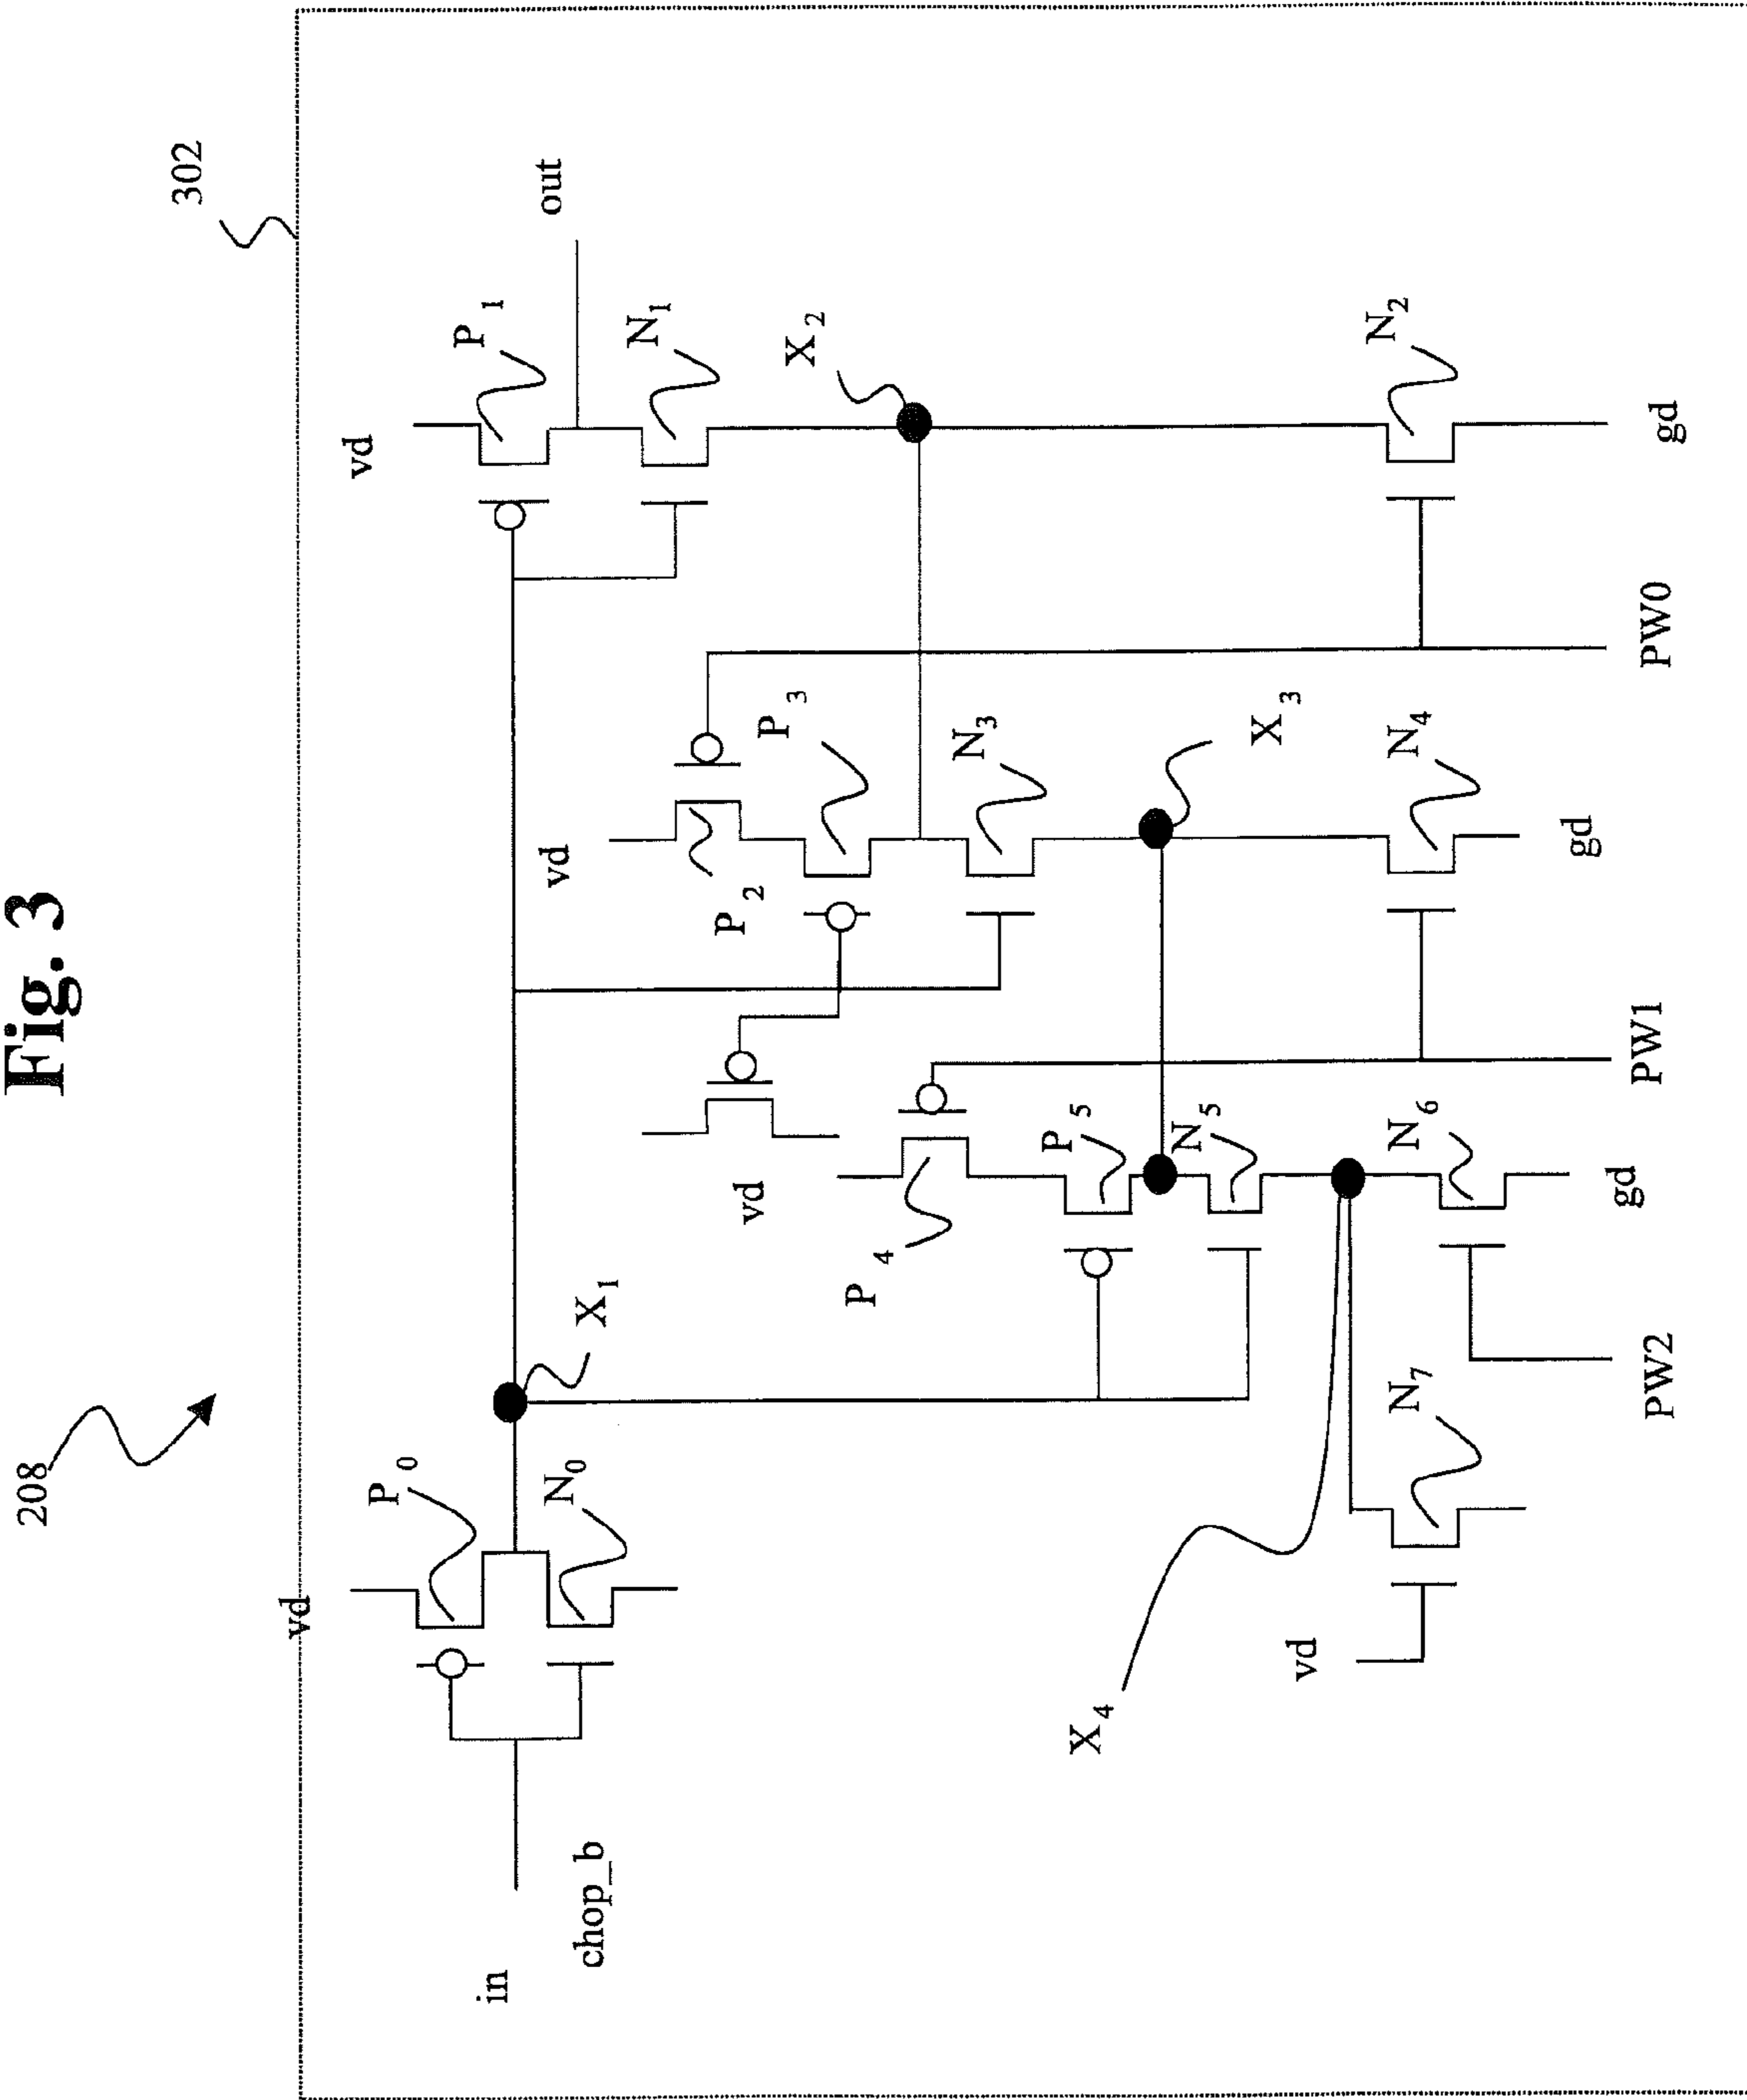 Fig. 3
208
302
vd
P0
N0
in
chop_b
X1
vd
P1
out
N1
X2
vd
P2
P3
N3
X3
vd
P4
P5
N5
X4
vd
N7
N6
gd
N4
gd
N2
gd
PW2
PW1
PW0